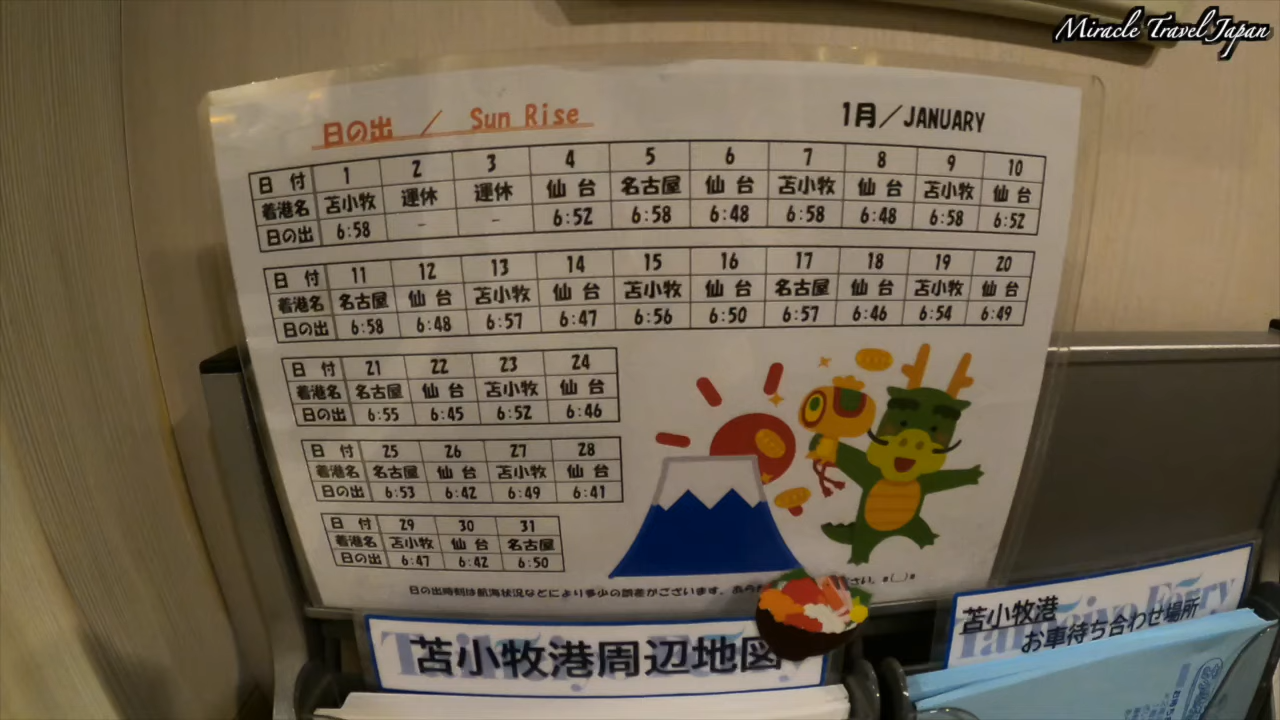 Miracle Travel Japan
日の出 / Sun Rise
1月/JANUARY
日 付 1 2 3 4 5 6 7 8 9 10
着港名 苫小牧 運休 運休 仙 台 名古屋 仙 台 苫小牧 仙 台 苫小牧 仙 台
日の出 6:58 - - 6:52 6:58 6:48 6:58 6:48 6:58 6:52
日 付 11 12 13 14 15 16 17 18 19 20
着港名 名古屋 仙 台 苫小牧 仙 台 苫小牧 仙 台 名古屋 仙 台 苫小牧 仙 台
日の出 6:58 6:48 6:57 6:47 6:56 6:50 6:57 6:46 6:54 6:49
日 付 21 22 23 24
着港名 名古屋 仙 台 苫小牧 仙 台
日の出 6:55 6:45 6:52 6:46
日 付 25 26 27 28
着港名 名古屋 仙 台 苫小牧 仙 台
日の出 6:53 6:42 6:49 6:41
日 付 29 30 31
着港名 苫小牧 仙 台 名古屋
日の出 6:47 6:42 6:50
日の出時刻は航海状況などにより多少の誤差がございます。
苫小牧港周辺地図
苫小牧港
お車待ち合わせ場所